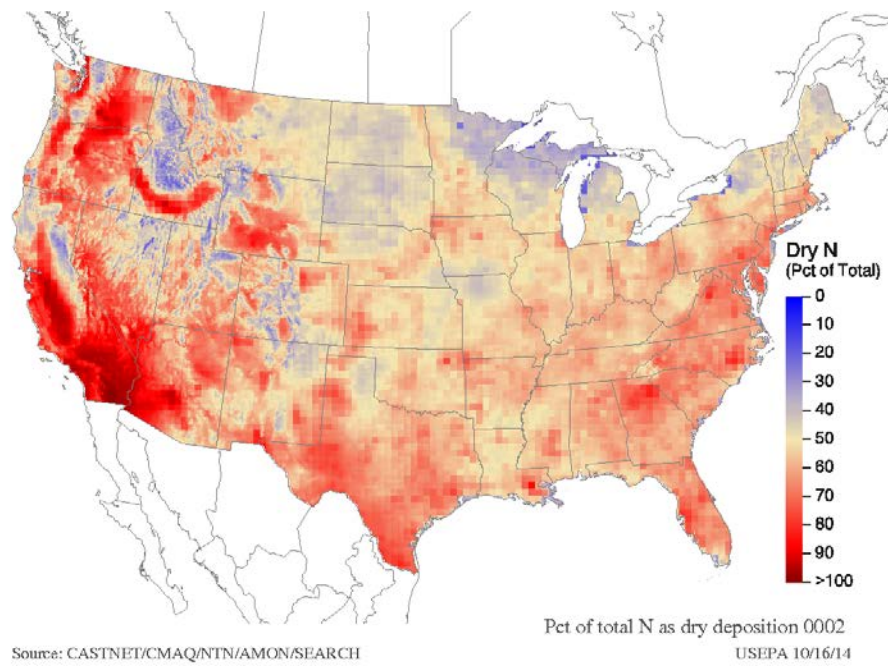 Dry N
(Pct of Total)
0
10
20
30
40
50
60
70
80
90
>100
Pct of total N as dry deposition 0002
Source: CASTNET/CMAQ/NTN/AMON/SEARCH
USEPA 10/16/14